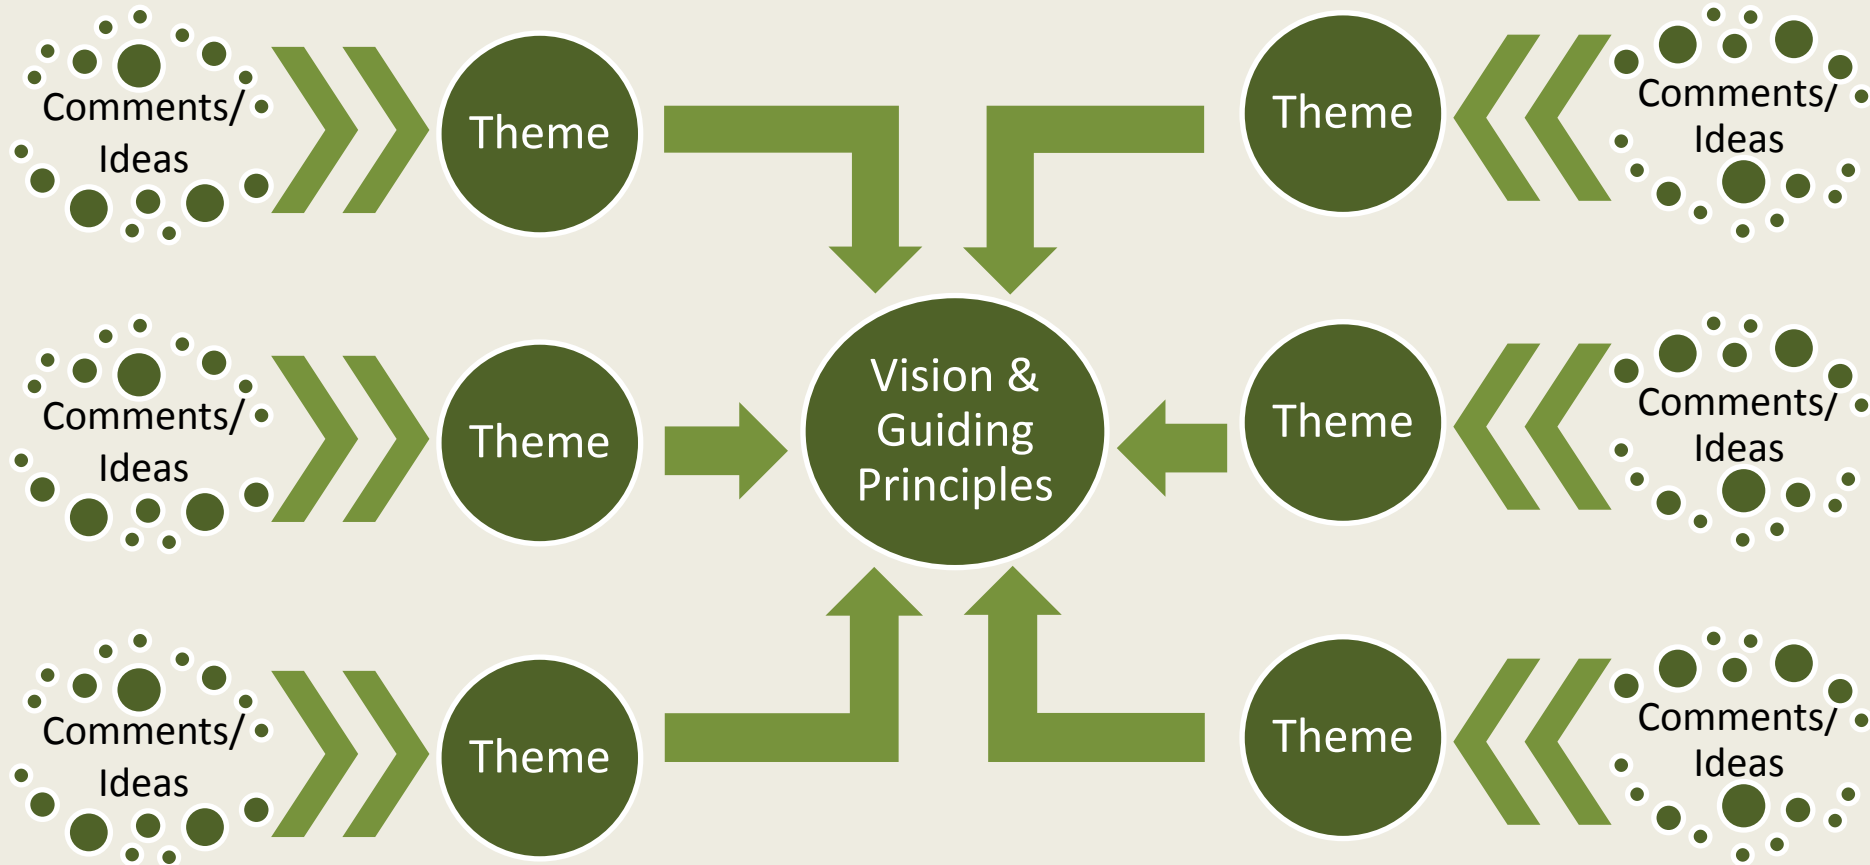 Comments/
Ideas
Theme
Theme
Comments/
Ideas
Comments/
Ideas
Theme
Vision &
Guiding
Principles
Theme
Comments/
Ideas
Comments/
Ideas
Theme
Theme
Comments/
Ideas